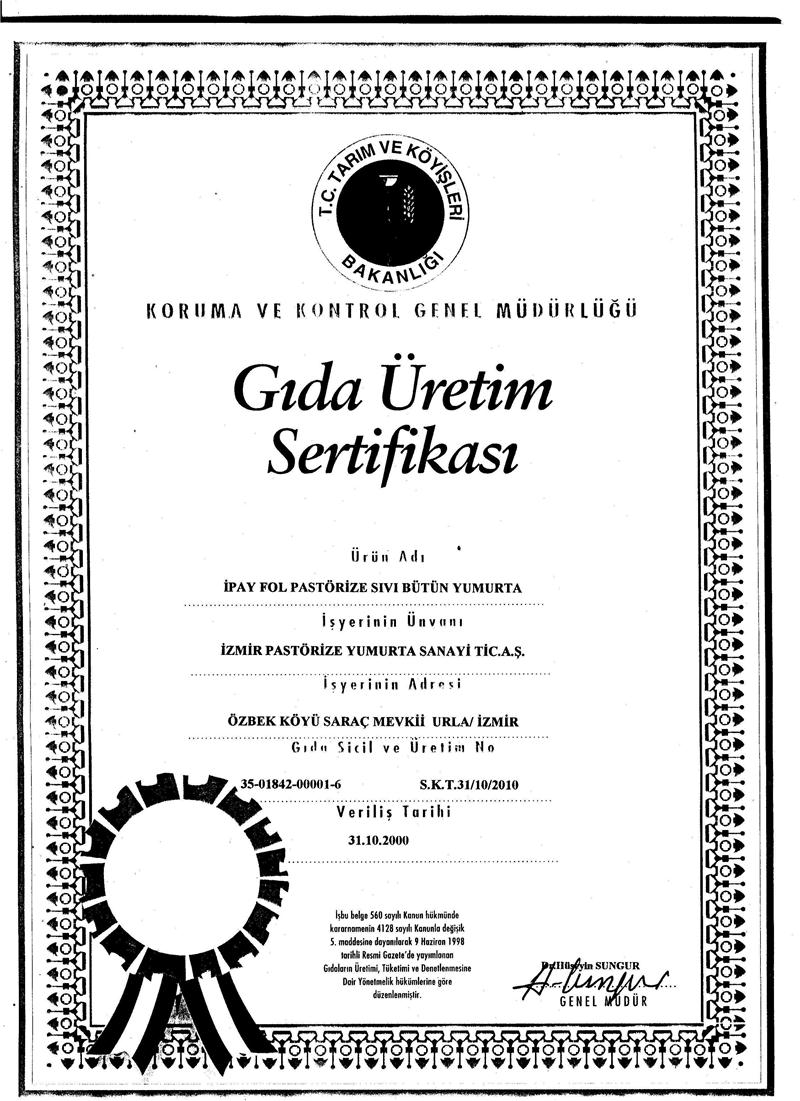 T.C. TARIM VE KÖYİŞLERİ
BAKANLIĞI
KORUMA VE KONTROL GENEL MÜDÜRLÜĞÜ
Gıda Üretim
Sertifikası
Ürün Adı
İPAY FOL PASTÖRİZE SIVI BÜTÜN YUMURTA
İşyerinin Ünvanı
İZMİR PASTÖRİZE YUMURTA SANAYİ TİC.A.Ş.
İşyerinin Adresi
ÖZBEK KÖYÜ SARAÇ MEVKİİ URLA/ İZMİR
Gıda Sicil ve Üretim No
35-01842-00001-6 S.K.T.31/10/2010
Veriliş Tarihi
31.10.2000
İşbu belge 560 sayılı Kanun hükmünde
kararnamenin 4128 sayılı Kanunla değişik
5. maddesine dayanılarak 9 Haziran 1998
tarihli Resmi Gazete'de yayımlanan
Gıdaların Üretimi, Tüketimi ve Denetlenmesine
Dair Yönetmelik hükümlerine göre
düzenlenmiştir.
Dr.Hüseyin SUNGUR
GENEL MÜDÜR